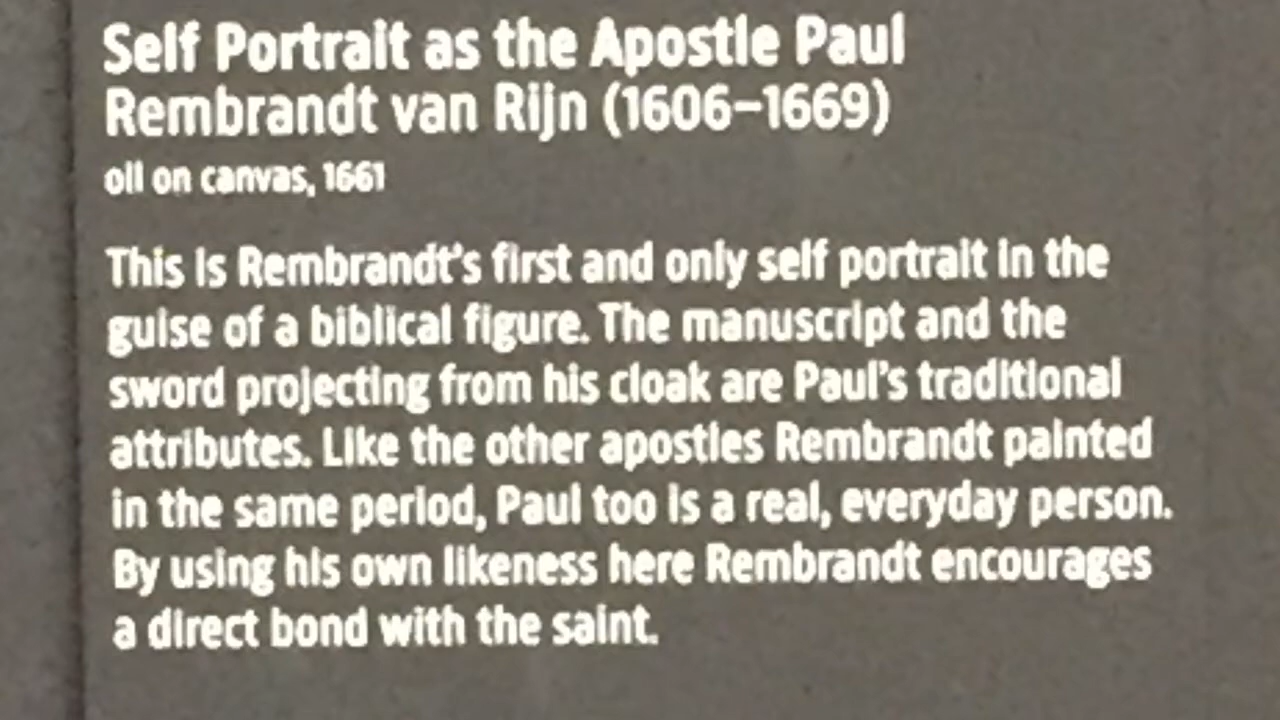 Self Portrait as the Apostle Paul
Rembrandt van Rijn (1606–1669)
oil on canvas, 1661
This is Rembrandt's first and only self portrait in the
guise of a biblical figure. The manuscript and the
sword projecting from his cloak are Paul's traditional
attributes. Like the other apostles Rembrandt painted
in the same period, Paul too is a real, everyday person.
By using his own likeness here Rembrandt encourages
a direct bond with the saint.